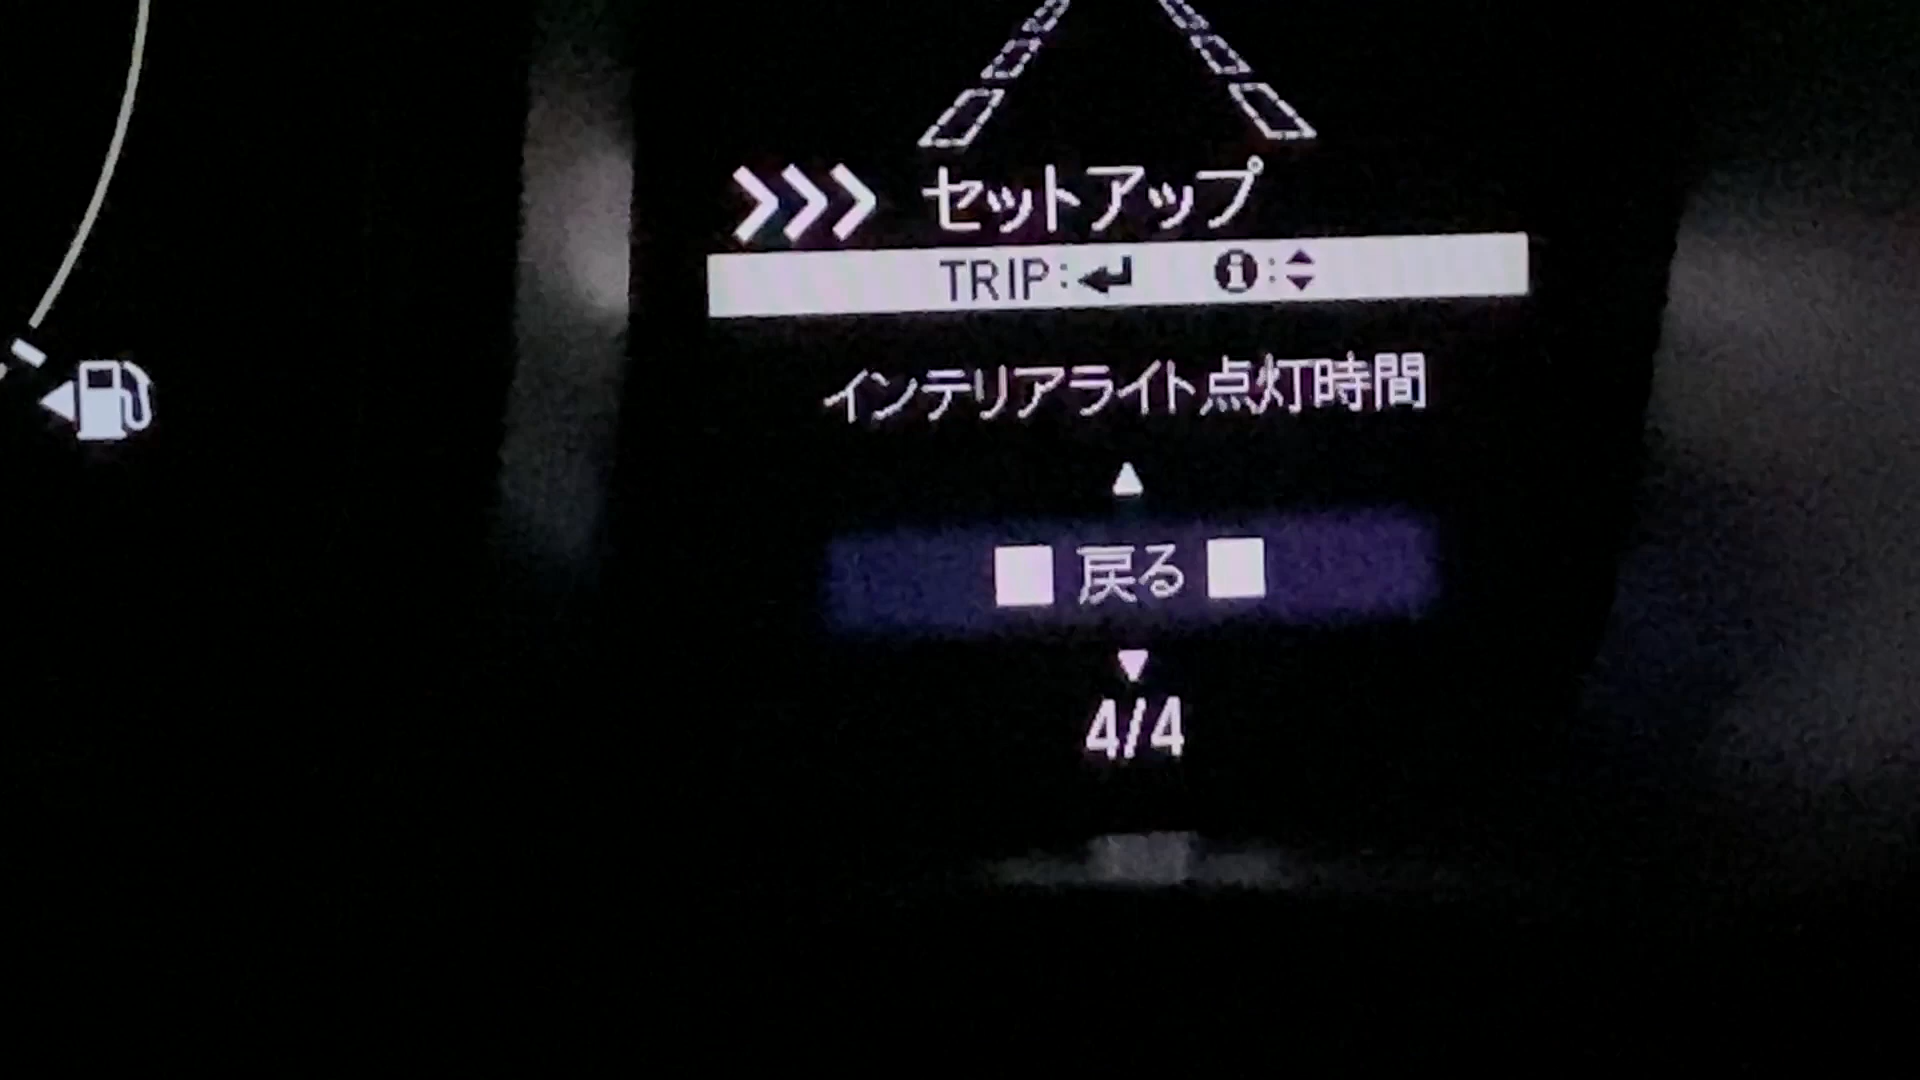 >>> セットアップ
TRIP:↵ i:
インテリアライト点灯時間
▲
■ 戻る ■
▼
4/4